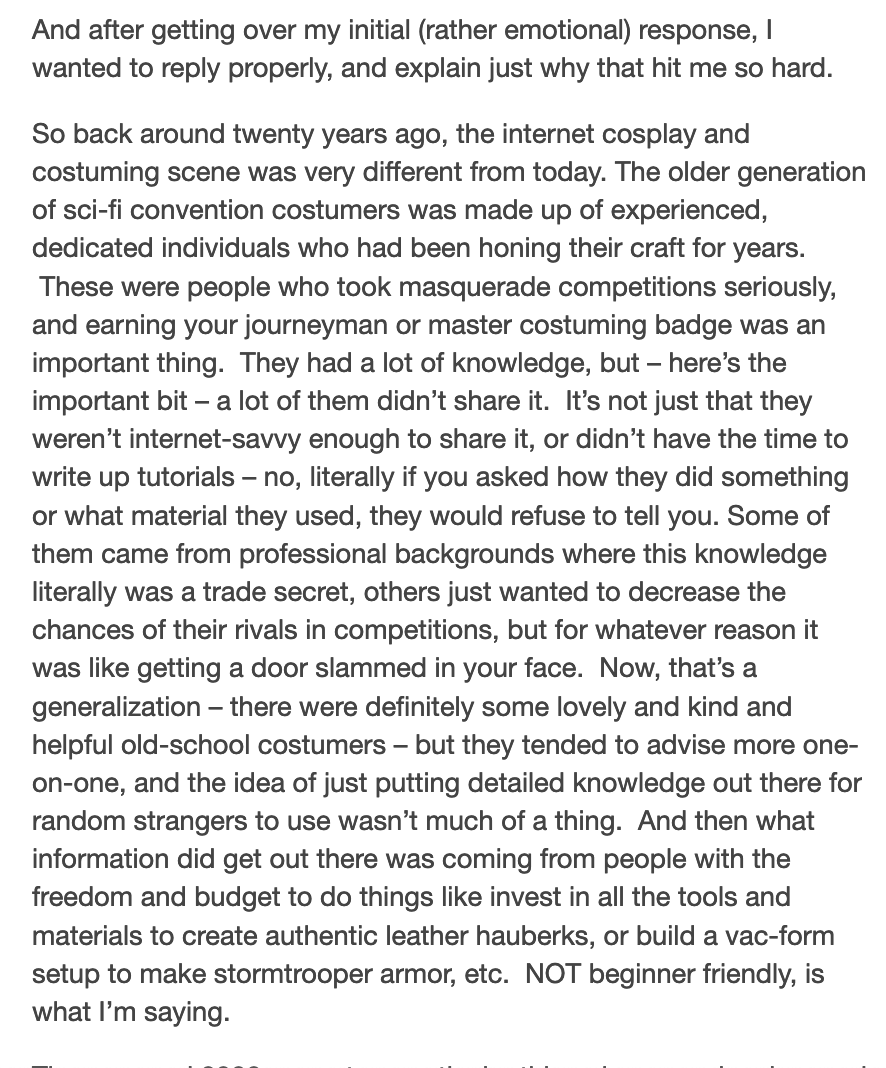 And after getting over my initial (rather emotional) response, I
wanted to reply properly, and explain just why that hit me so hard.
So back around twenty years ago, the internet cosplay and
costuming scene was very different from today. The older generation
of sci-fi convention costumers was made up of experienced,
dedicated individuals who had been honing their craft for years.
These were people who took masquerade competitions seriously,
and earning your journeyman or master costuming badge was an
important thing.  They had a lot of knowledge, but – here’s the
important bit – a lot of them didn’t share it.  It’s not just that they
weren’t internet-savvy enough to share it, or didn’t have the time to
write up tutorials – no, literally if you asked how they did something
or what material they used, they would refuse to tell you. Some of
them came from professional backgrounds where this knowledge
literally was a trade secret, others just wanted to decrease the
chances of their rivals in competitions, but for whatever reason it
was like getting a door slammed in your face.  Now, that’s a
generalization – there were definitely some lovely and kind and
helpful old-school costumers – but they tended to advise more one-
on-one, and the idea of just putting detailed knowledge out there for
random strangers to use wasn’t much of a thing.  And then what
information did get out there was coming from people with the
freedom and budget to do things like invest in all the tools and
materials to create authentic leather hauberks, or build a vac-form
setup to make stormtrooper armor, etc.  NOT beginner friendly, is
what I’m saying.